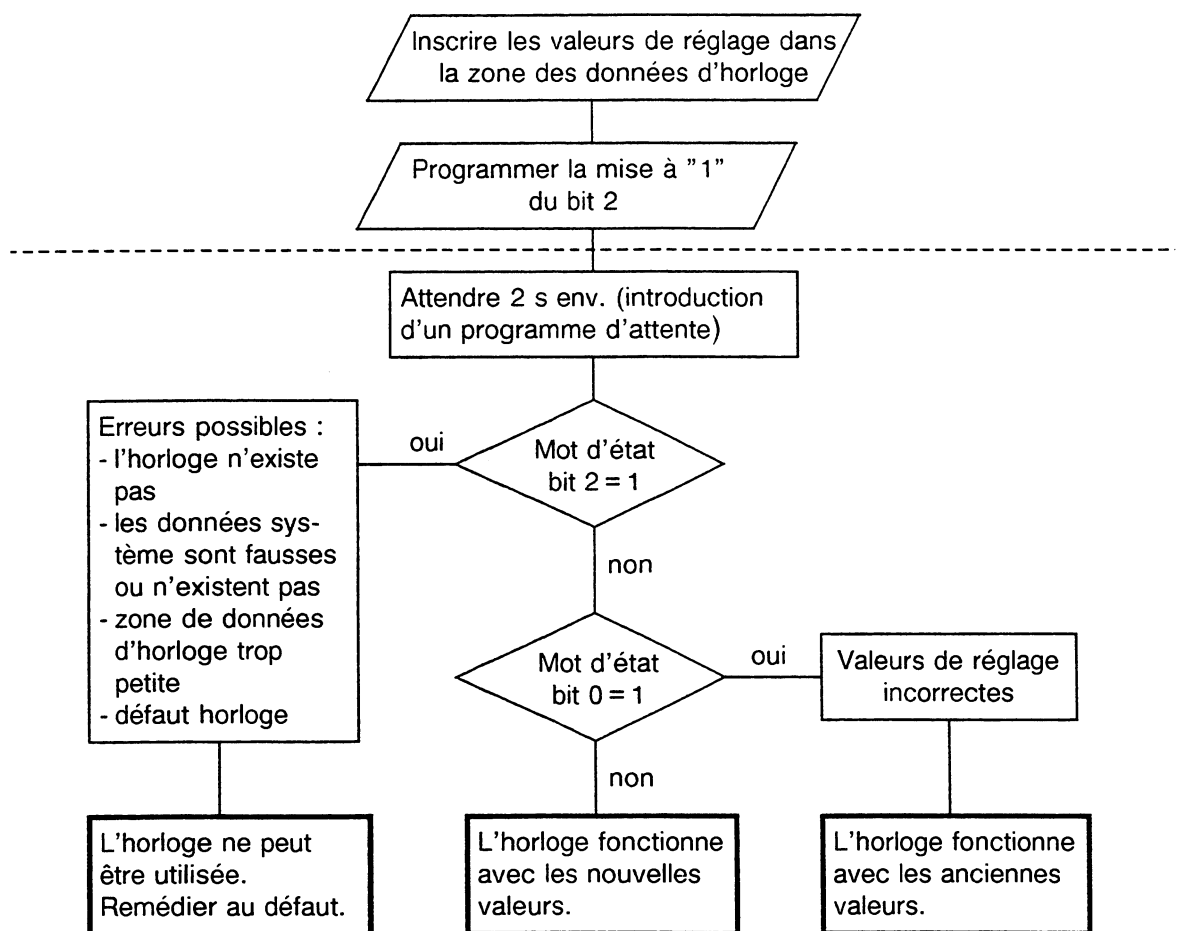 Inscrire les valeurs de réglage dans
la zone des données d'horloge
Programmer la mise à "1"
du bit 2
Attendre 2 s env. (introduction
d'un programme d'attente)
Mot d'état
bit 2 = 1
oui
Erreurs possibles :
- l'horloge n'existe
pas
- les données sys-
tème sont fausses
ou n'existent pas
- zone de données
d'horloge trop
petite
- défaut horloge
non
Mot d'état
bit 0 = 1
oui
Valeurs de réglage
incorrectes
non
L'horloge ne peut
être utilisée.
Remédier au défaut.
L'horloge fonctionne
avec les nouvelles
valeurs.
L'horloge fonctionne
avec les anciennes
valeurs.